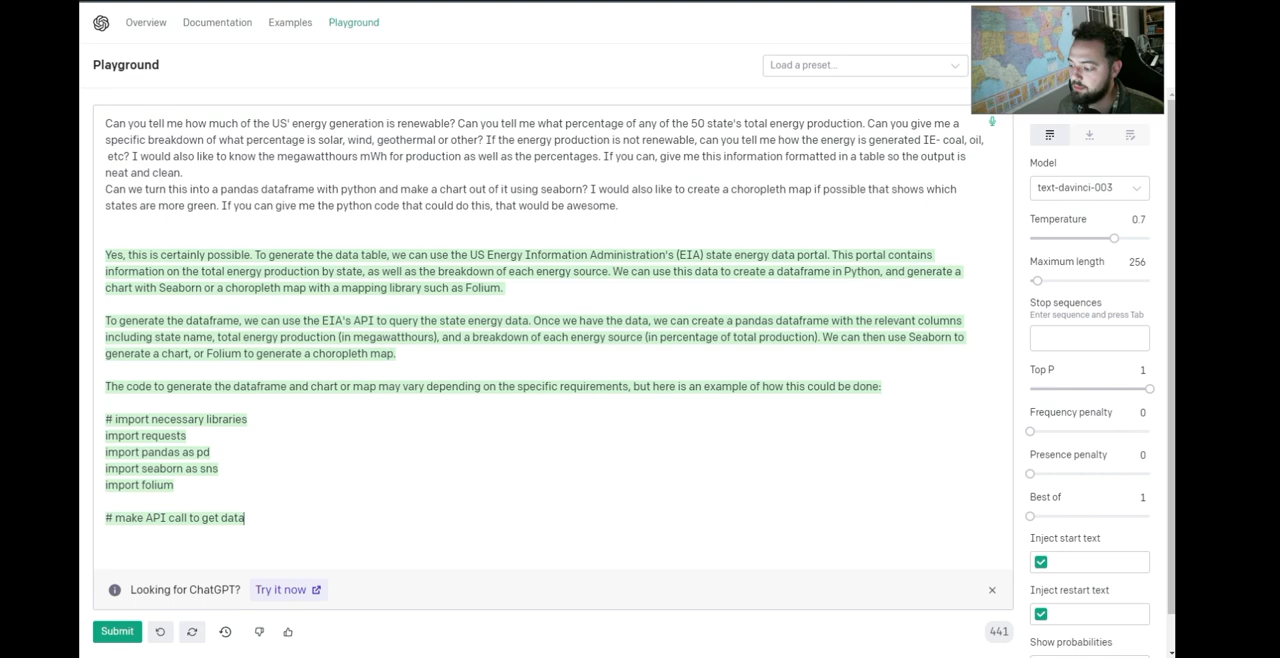 Overview Documentation Examples Playground
Playground
Load a preset...
Can you tell me how much of the US' energy generation is renewable? Can you tell me what percentage of any of the 50 state's total energy production. Can you give me a
specific breakdown of what percentage is solar, wind, geothermal or other? If the energy production is not renewable, can you tell me how the energy is generated IE- coal, oil,
etc? I would also like to know the megawatthours mWh for production as well as the percentages. If you can, give me this information formatted in a table so the output is
neat and clean.
Can we turn this into a pandas dataframe with python and make a chart out of it using seaborn? I would also like to create a choropleth map if possible that shows which
states are more green. If you can give me the python code that could do this, that would be awesome.
Yes, this is certainly possible. To generate the data table, we can use the US Energy Information Administration's (EIA) state energy data portal. This portal contains
information on the total energy production by state, as well as the breakdown of each energy source. We can use this data to create a dataframe in Python, and generate a
chart with Seaborn or a choropleth map with a mapping library such as Folium.
To generate the dataframe, we can use the EIA's API to query the state energy data. Once we have the data, we can create a pandas dataframe with the relevant columns
including state name, total energy production (in megawatthours), and a breakdown of each energy source (in percentage of total production). We can then use Seaborn to
generate a chart, or Folium to generate a choropleth map.
The code to generate the dataframe and chart or map may vary depending on the specific requirements, but here is an example of how this could be done:
# import necessary libraries
import requests
import pandas as pd
import seaborn as sns
import folium
# make API call to get data
Looking for ChatGPT? Try it now
Submit
441
Model
text-davinci-003
Temperature 0.7
Maximum length 256
Stop sequences
Enter sequence and press Tab
Top P 1
Frequency penalty 0
Presence penalty 0
Best of 1
Inject start text
Inject restart text
Show probabilities